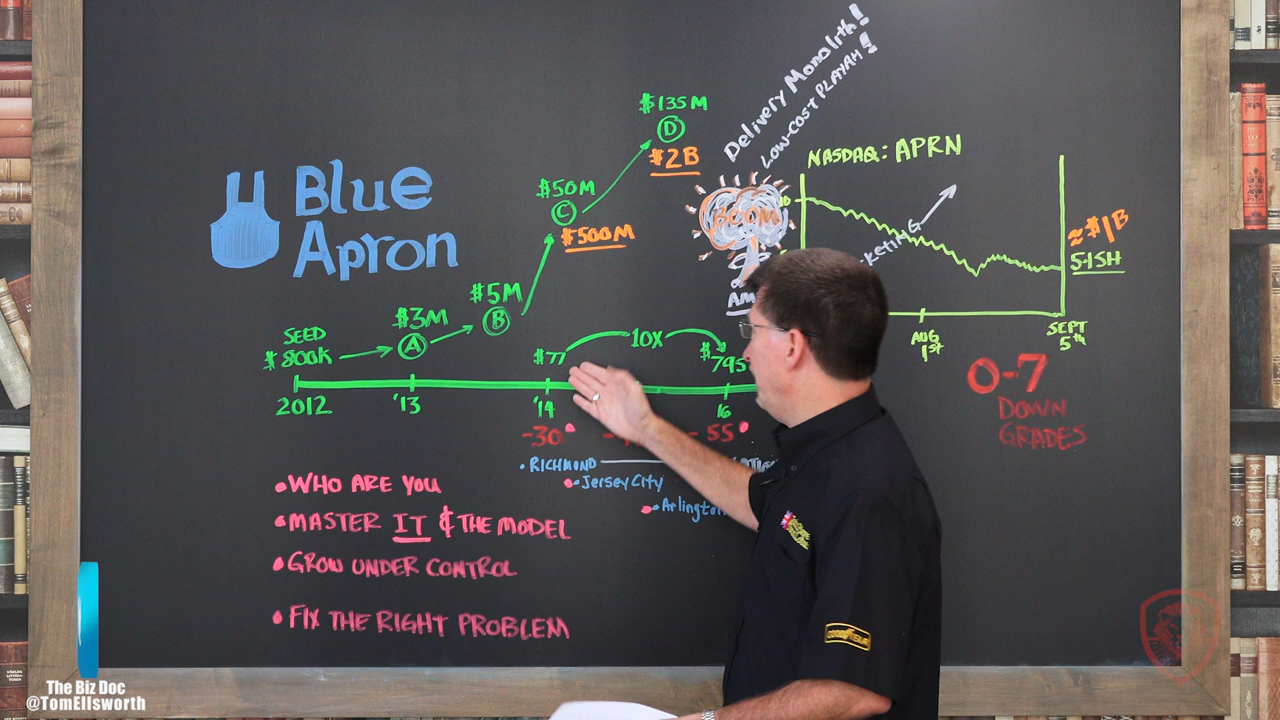 Delivery Monolith!
Low-Cost PLAYAH!
$135M
D
$2B
NASDAQ: APRN
Blue
Apron
$50M
C
$500M
BOOM
≈$1B
5.15H
$5M
B
$3M
A
SEED
$800K
10X
$77
$795
2012
'13
'14
16
AUG
1st
SEPT
5th
-30
- 55
0-7
DOWN
GRADES
• RICHMOND
• Jersey City
• Arlington
• WHO ARE YOU
• MASTER IT & THE MODEL
• GROW UNDER CONTROL
• FIX THE RIGHT PROBLEM
GOODYEAR
The Biz Doc
@TomEllsworth